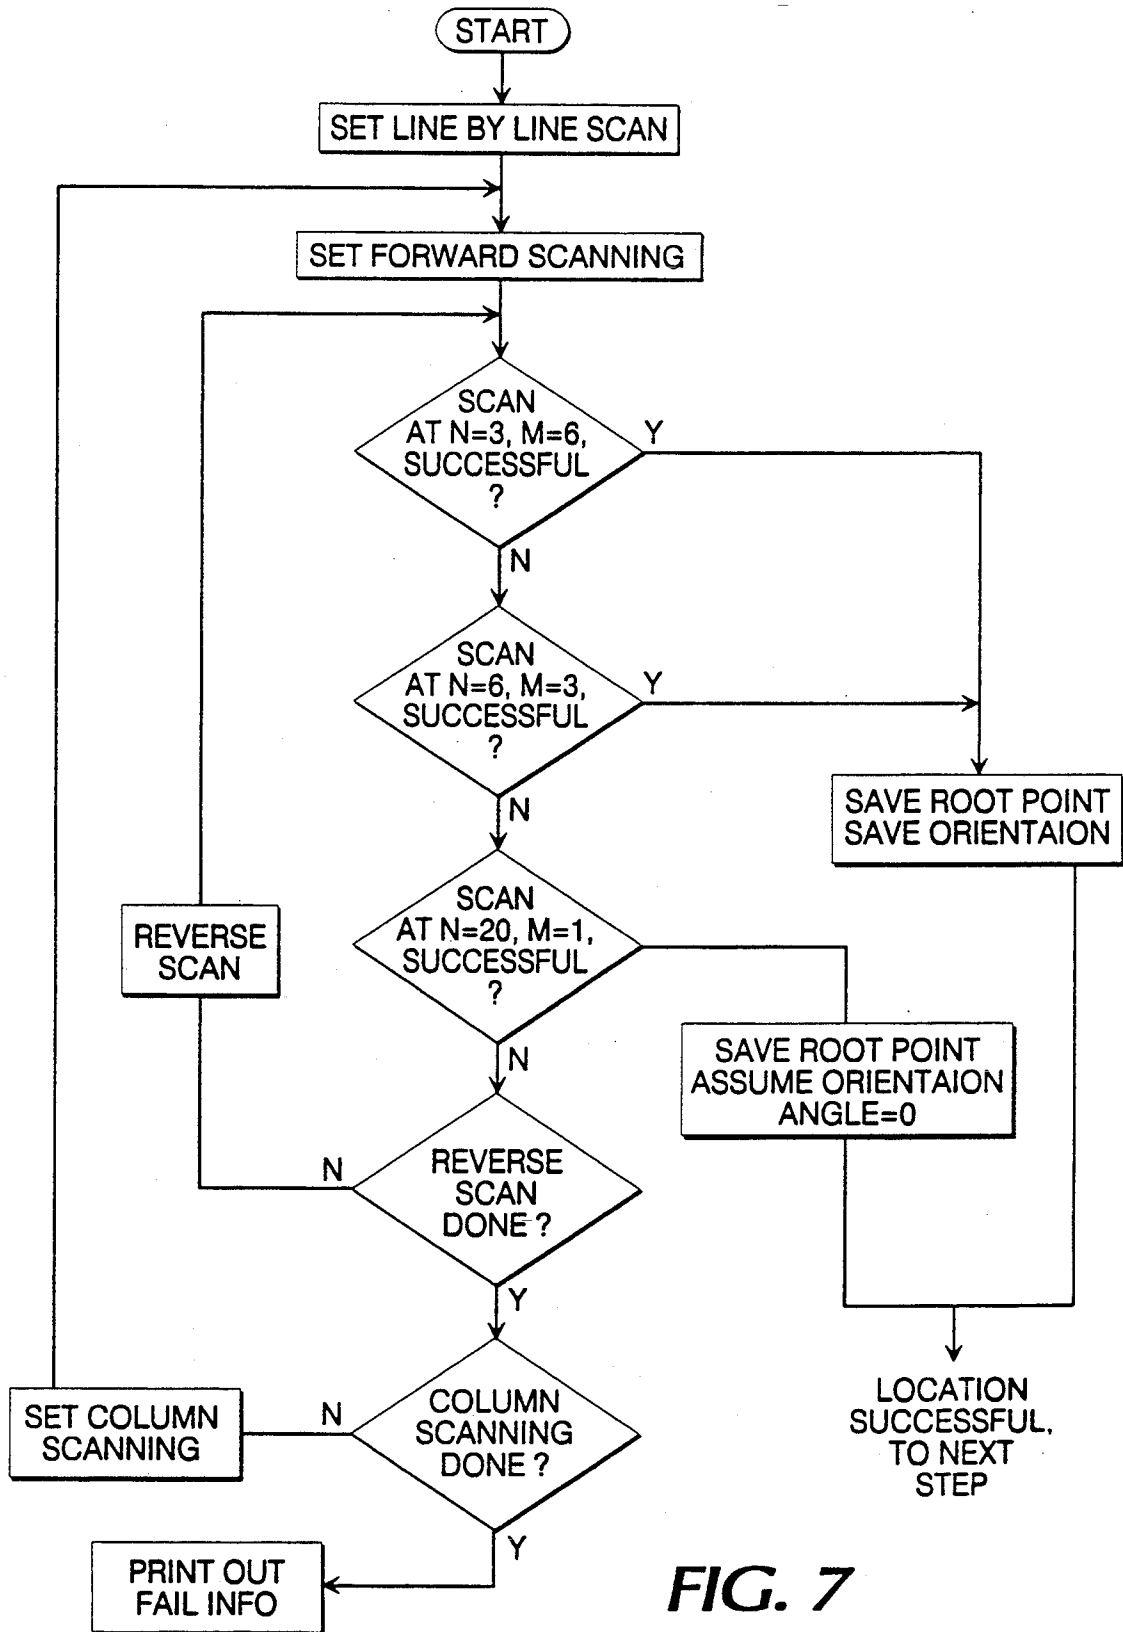 START
SET LINE BY LINE SCAN
SET FORWARD SCANNING
SCAN
AT N=3, M=6,
SUCCESSFUL
?
Y
N
SCAN
AT N=6, M=3,
SUCCESSFUL
?
Y
N
SAVE ROOT POINT
SAVE ORIENTAION
SCAN
AT N=20, M=1,
SUCCESSFUL
?
N
REVERSE
SCAN
SAVE ROOT POINT
ASSUME ORIENTAION
ANGLE=0
REVERSE
SCAN
DONE ?
N
Y
COLUMN
SCANNING
DONE ?
N
Y
SET COLUMN
SCANNING
LOCATION
SUCCESSFUL,
TO NEXT
STEP
PRINT OUT
FAIL INFO
FIG. 7